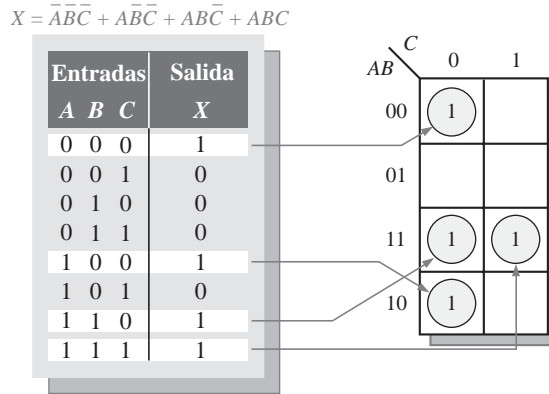 X = A̅B̅C̅ + AB̅C̅ + ABC̅ + ABC
Entradas Salida
A B C X
0 0 0 1
0 0 1 0
0 1 0 0
0 1 1 0
1 0 0 1
1 0 1 0
1 1 0 1
1 1 1 1
C
AB 0 1
00 1
01
11 1 1
10 1